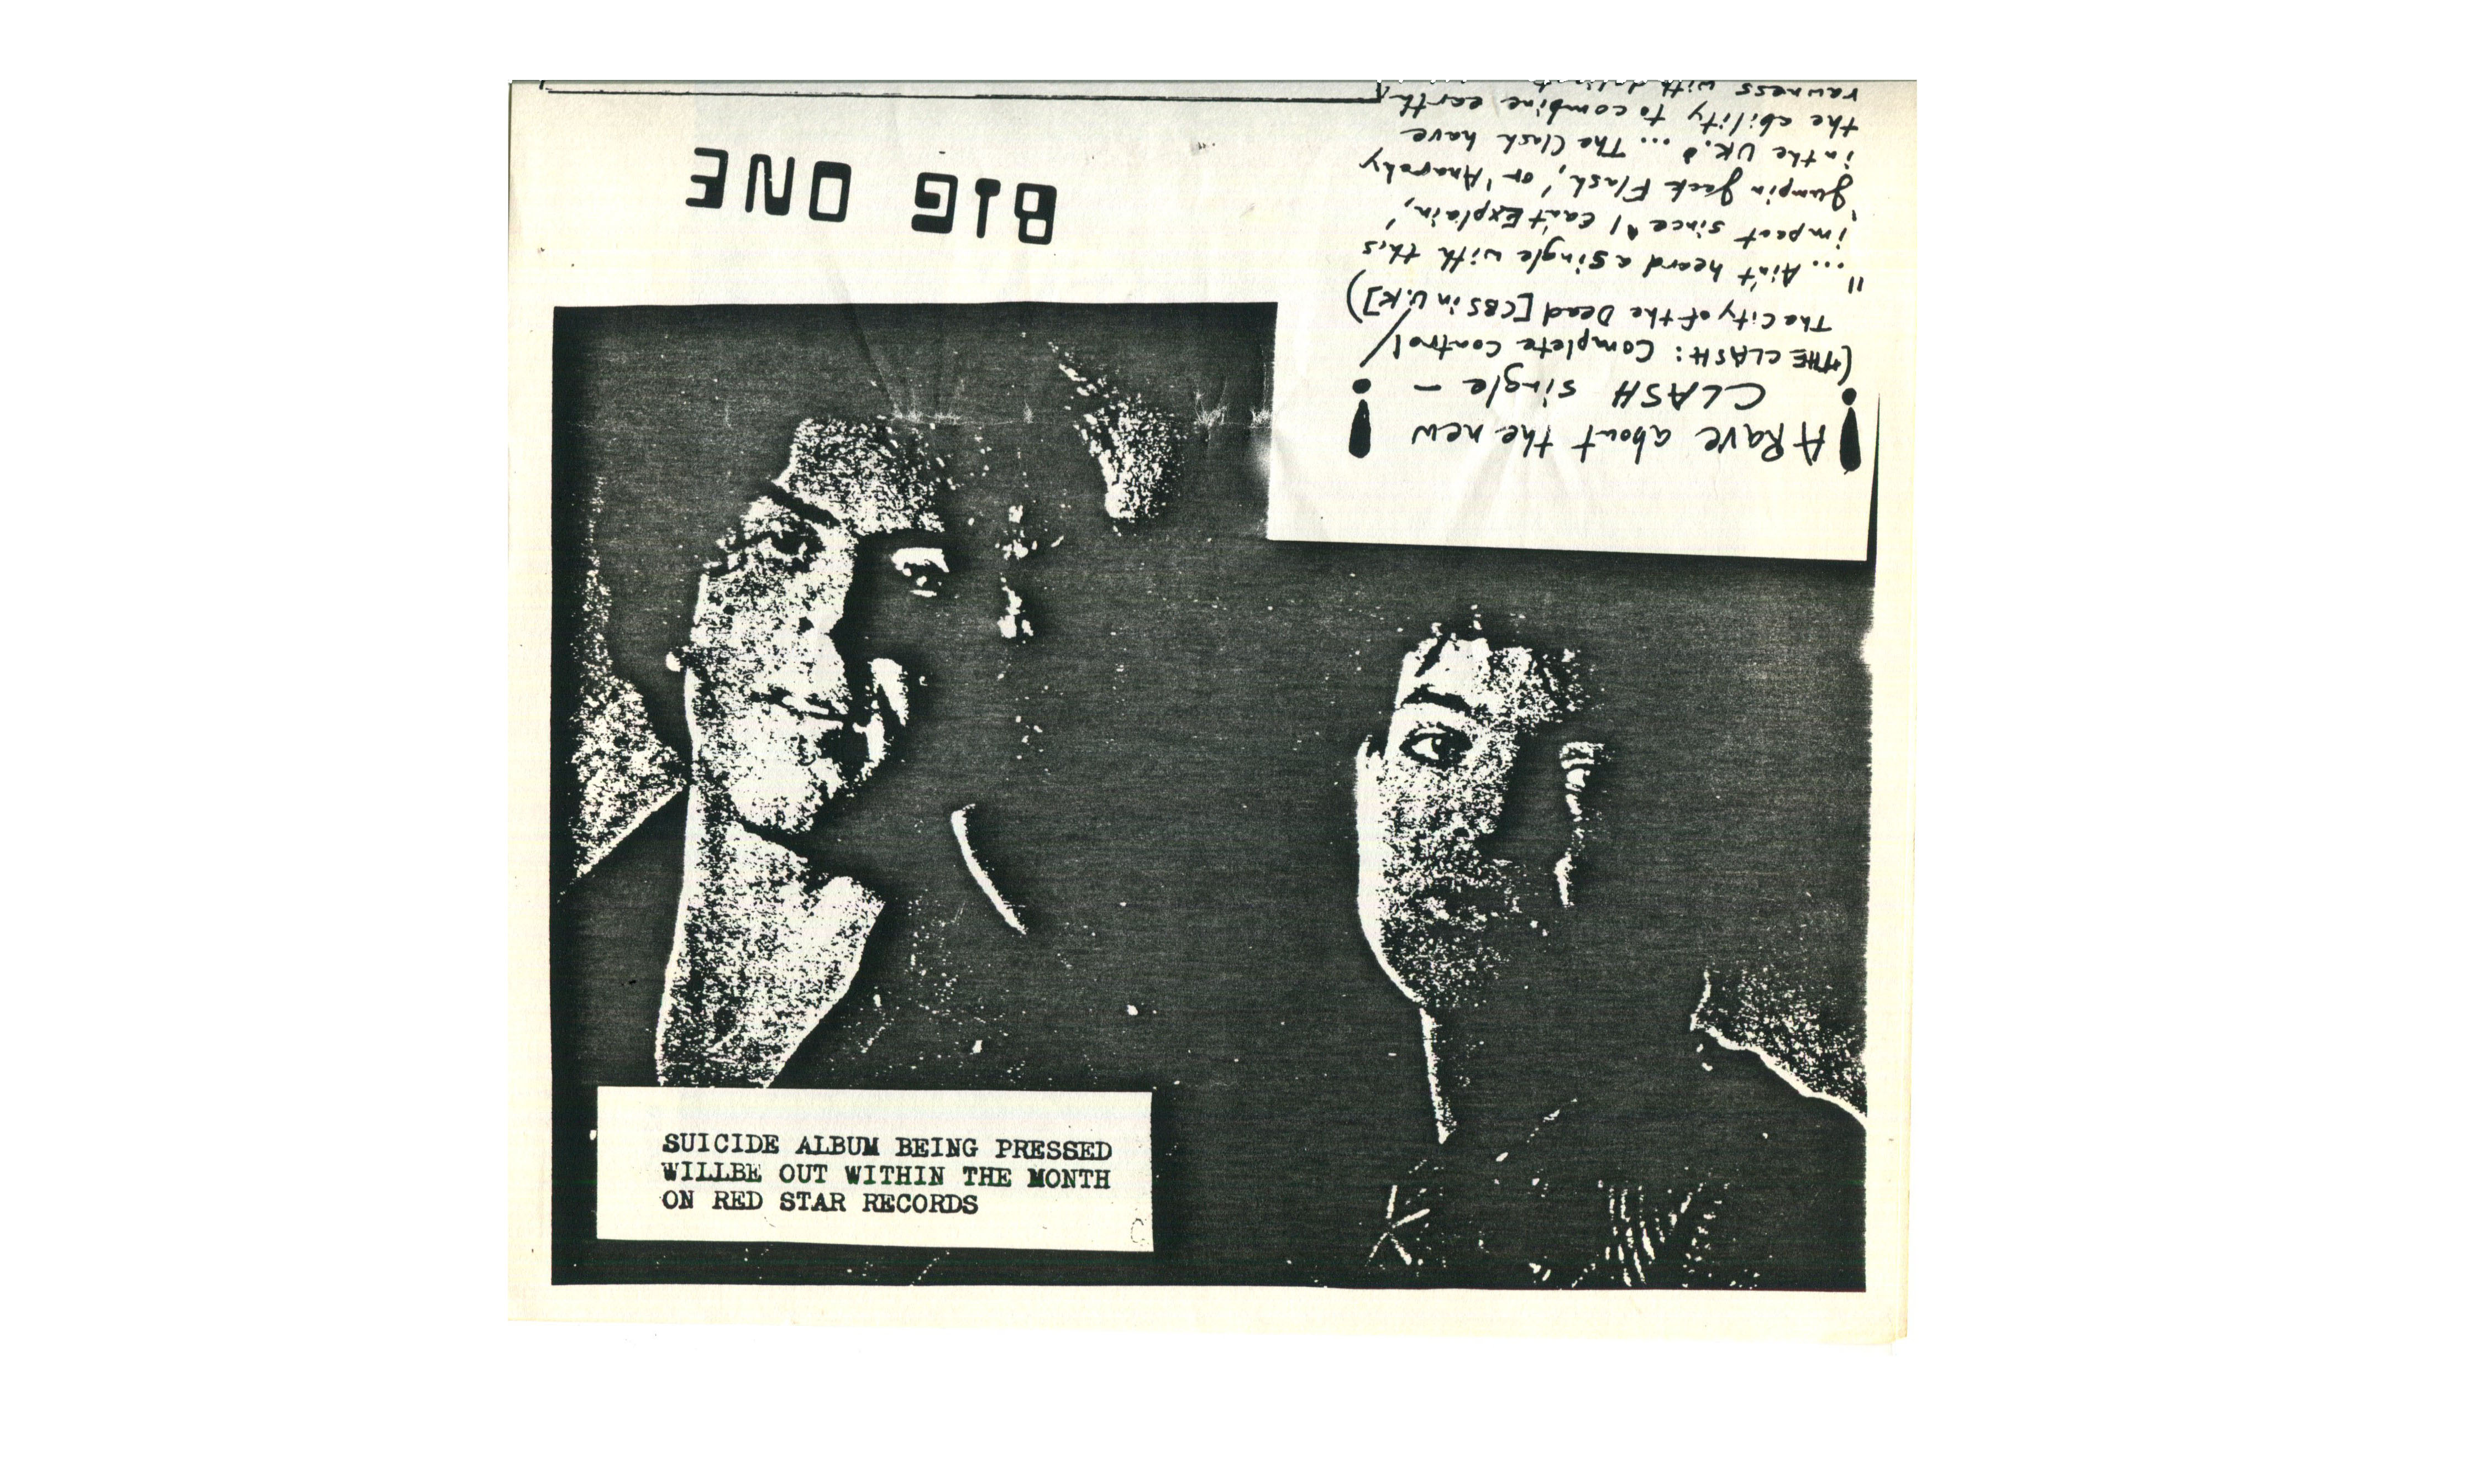 BIG ONE
! A Rave about the new !
CLASH single –
(THE CLASH: Complete Control/
The City of the Dead [CBS in U.K])
"... Ain't heard a single with this
impact since 'I Can't Explain,'
'Jumpin Jack Flash,' or 'Anarchy
in the UK.' ... The Clash have
the ability to combine earth
rawness with
SUICIDE ALBUM BEING PRESSED
WILLBE OUT WITHIN THE MONTH
ON RED STAR RECORDS